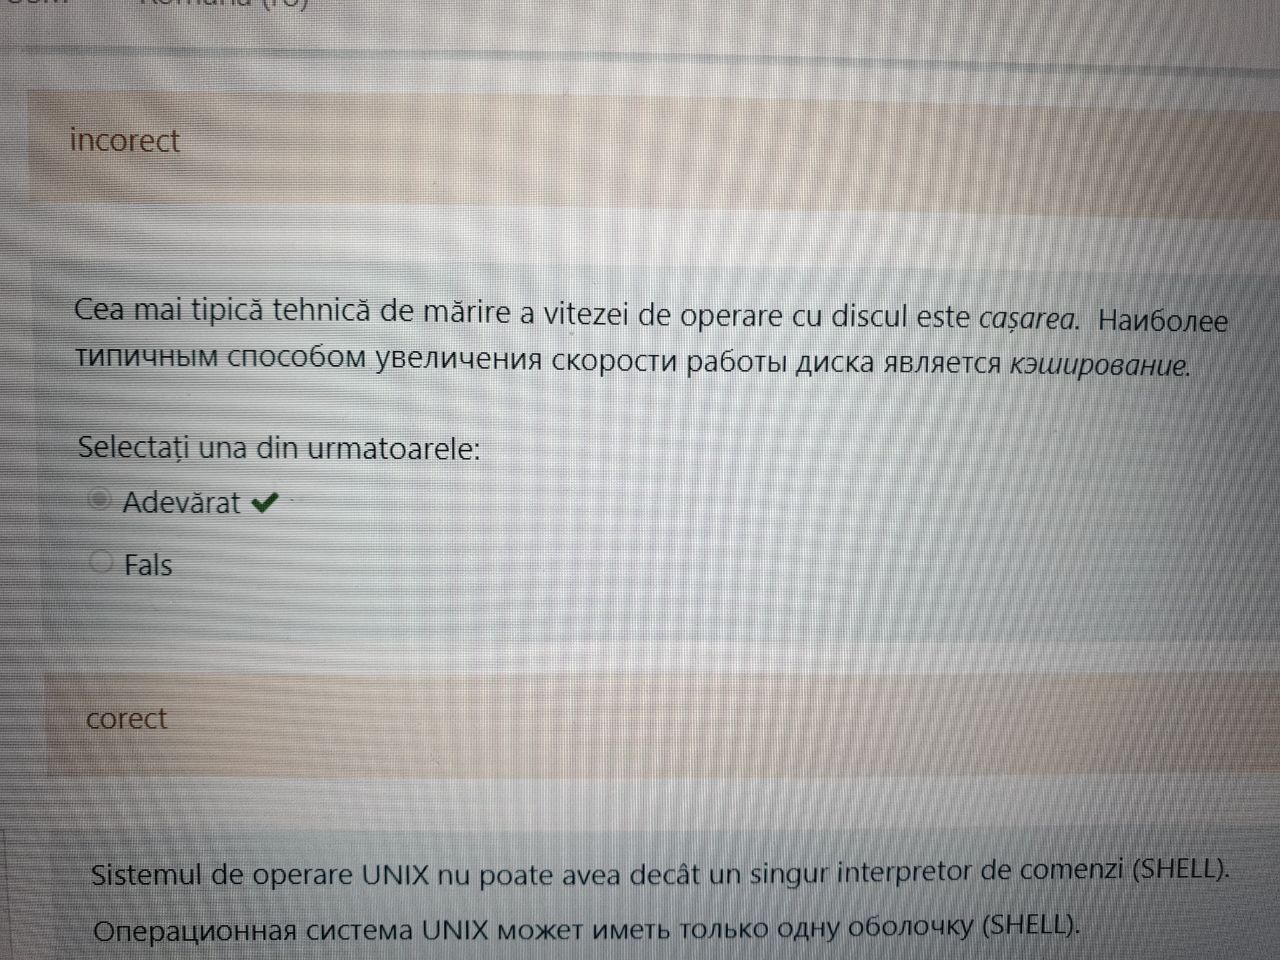 incorect
Cea mai tipică tehnică de mărire a vitezei de operare cu discul este cașarea. Наиболее
типичным способом увеличения скорости работы диска является кэширование.
Selectați una din urmatoarele:
Adevărat
Fals
corect
Sistemul de operare UNIX nu poate avea decât un singur interpretor de comenzi (SHELL).
Операционная система UNIX может иметь только одну оболочку (SHELL).